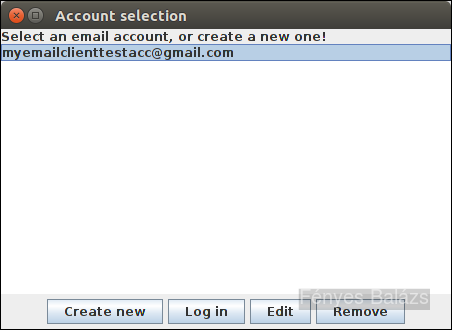 Account selection
Select an email account, or create a new one!
myemailclienttestacc@gmail.com
Fényes Balázs
Create new Log in Edit Remove